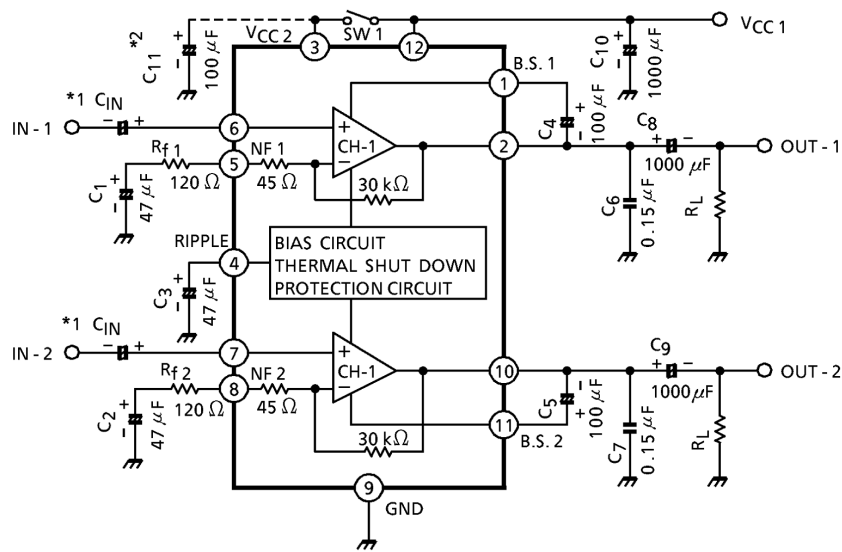 *2
C11
+
-
100 μF
VCC 2
3
SW 1
12
VCC 1
C10
+
-
1000 μF
B.S. 1
1
C4
+
-
100 μF
*1 CIN
- +
IN - 1
6
+
CH-1
-
2
C8
+ -
1000 μF
OUT - 1
Rf 1
120 Ω
5
NF 1
45 Ω
30 kΩ
C1
+
-
47 μF
C6
0.15 μF
RL
RIPPLE
4
C3
+
-
47 μF
BIAS CIRCUIT
THERMAL SHUT DOWN
PROTECTION CIRCUIT
*1 CIN
- +
IN - 2
7
+
CH-1
-
10
C9
+ -
1000 μF
OUT - 2
Rf 2
120 Ω
8
NF 2
45 Ω
30 kΩ
C2
+
-
47 μF
C5
-
+
100 μF
11
B.S. 2
C7
0.15 μF
RL
9
GND